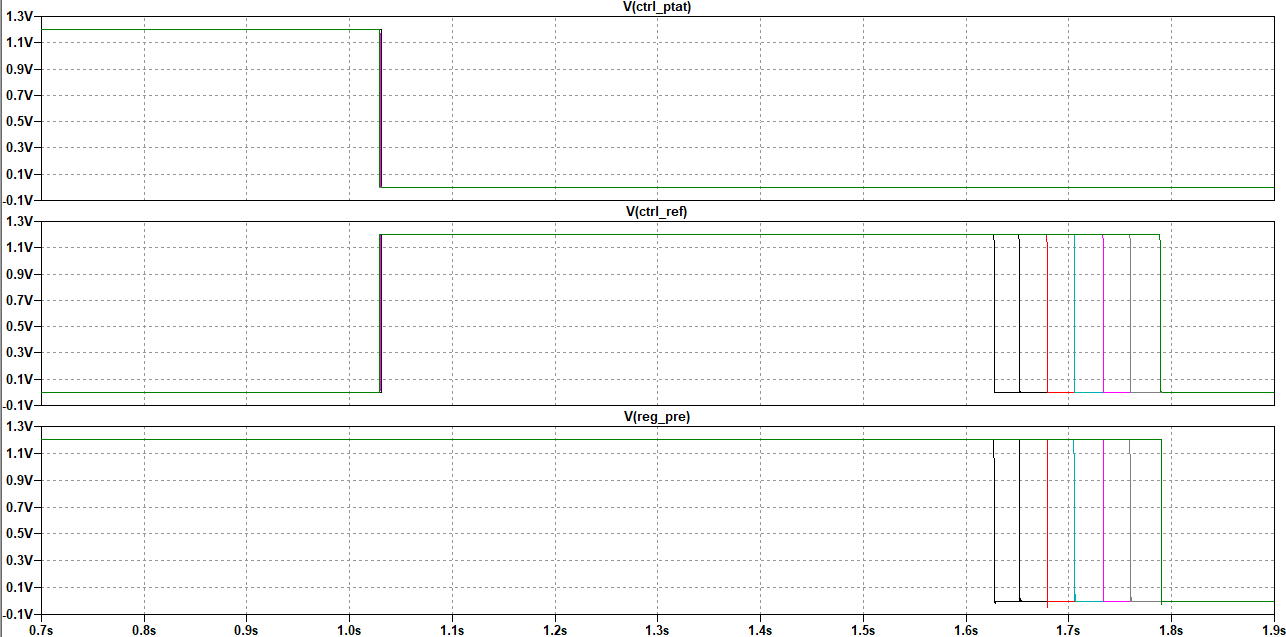 V(ctrl_ptat)
1.3V
1.1V
0.9V
0.7V
0.5V
0.3V
0.1V
-0.1V
V(ctrl_ref)
1.3V
1.1V
0.9V
0.7V
0.5V
0.3V
0.1V
-0.1V
V(reg_pre)
1.3V
1.1V
0.9V
0.7V
0.5V
0.3V
0.1V
-0.1V
0.7s 0.8s 0.9s 1.0s 1.1s 1.2s 1.3s 1.4s 1.5s 1.6s 1.7s 1.8s 1.9s